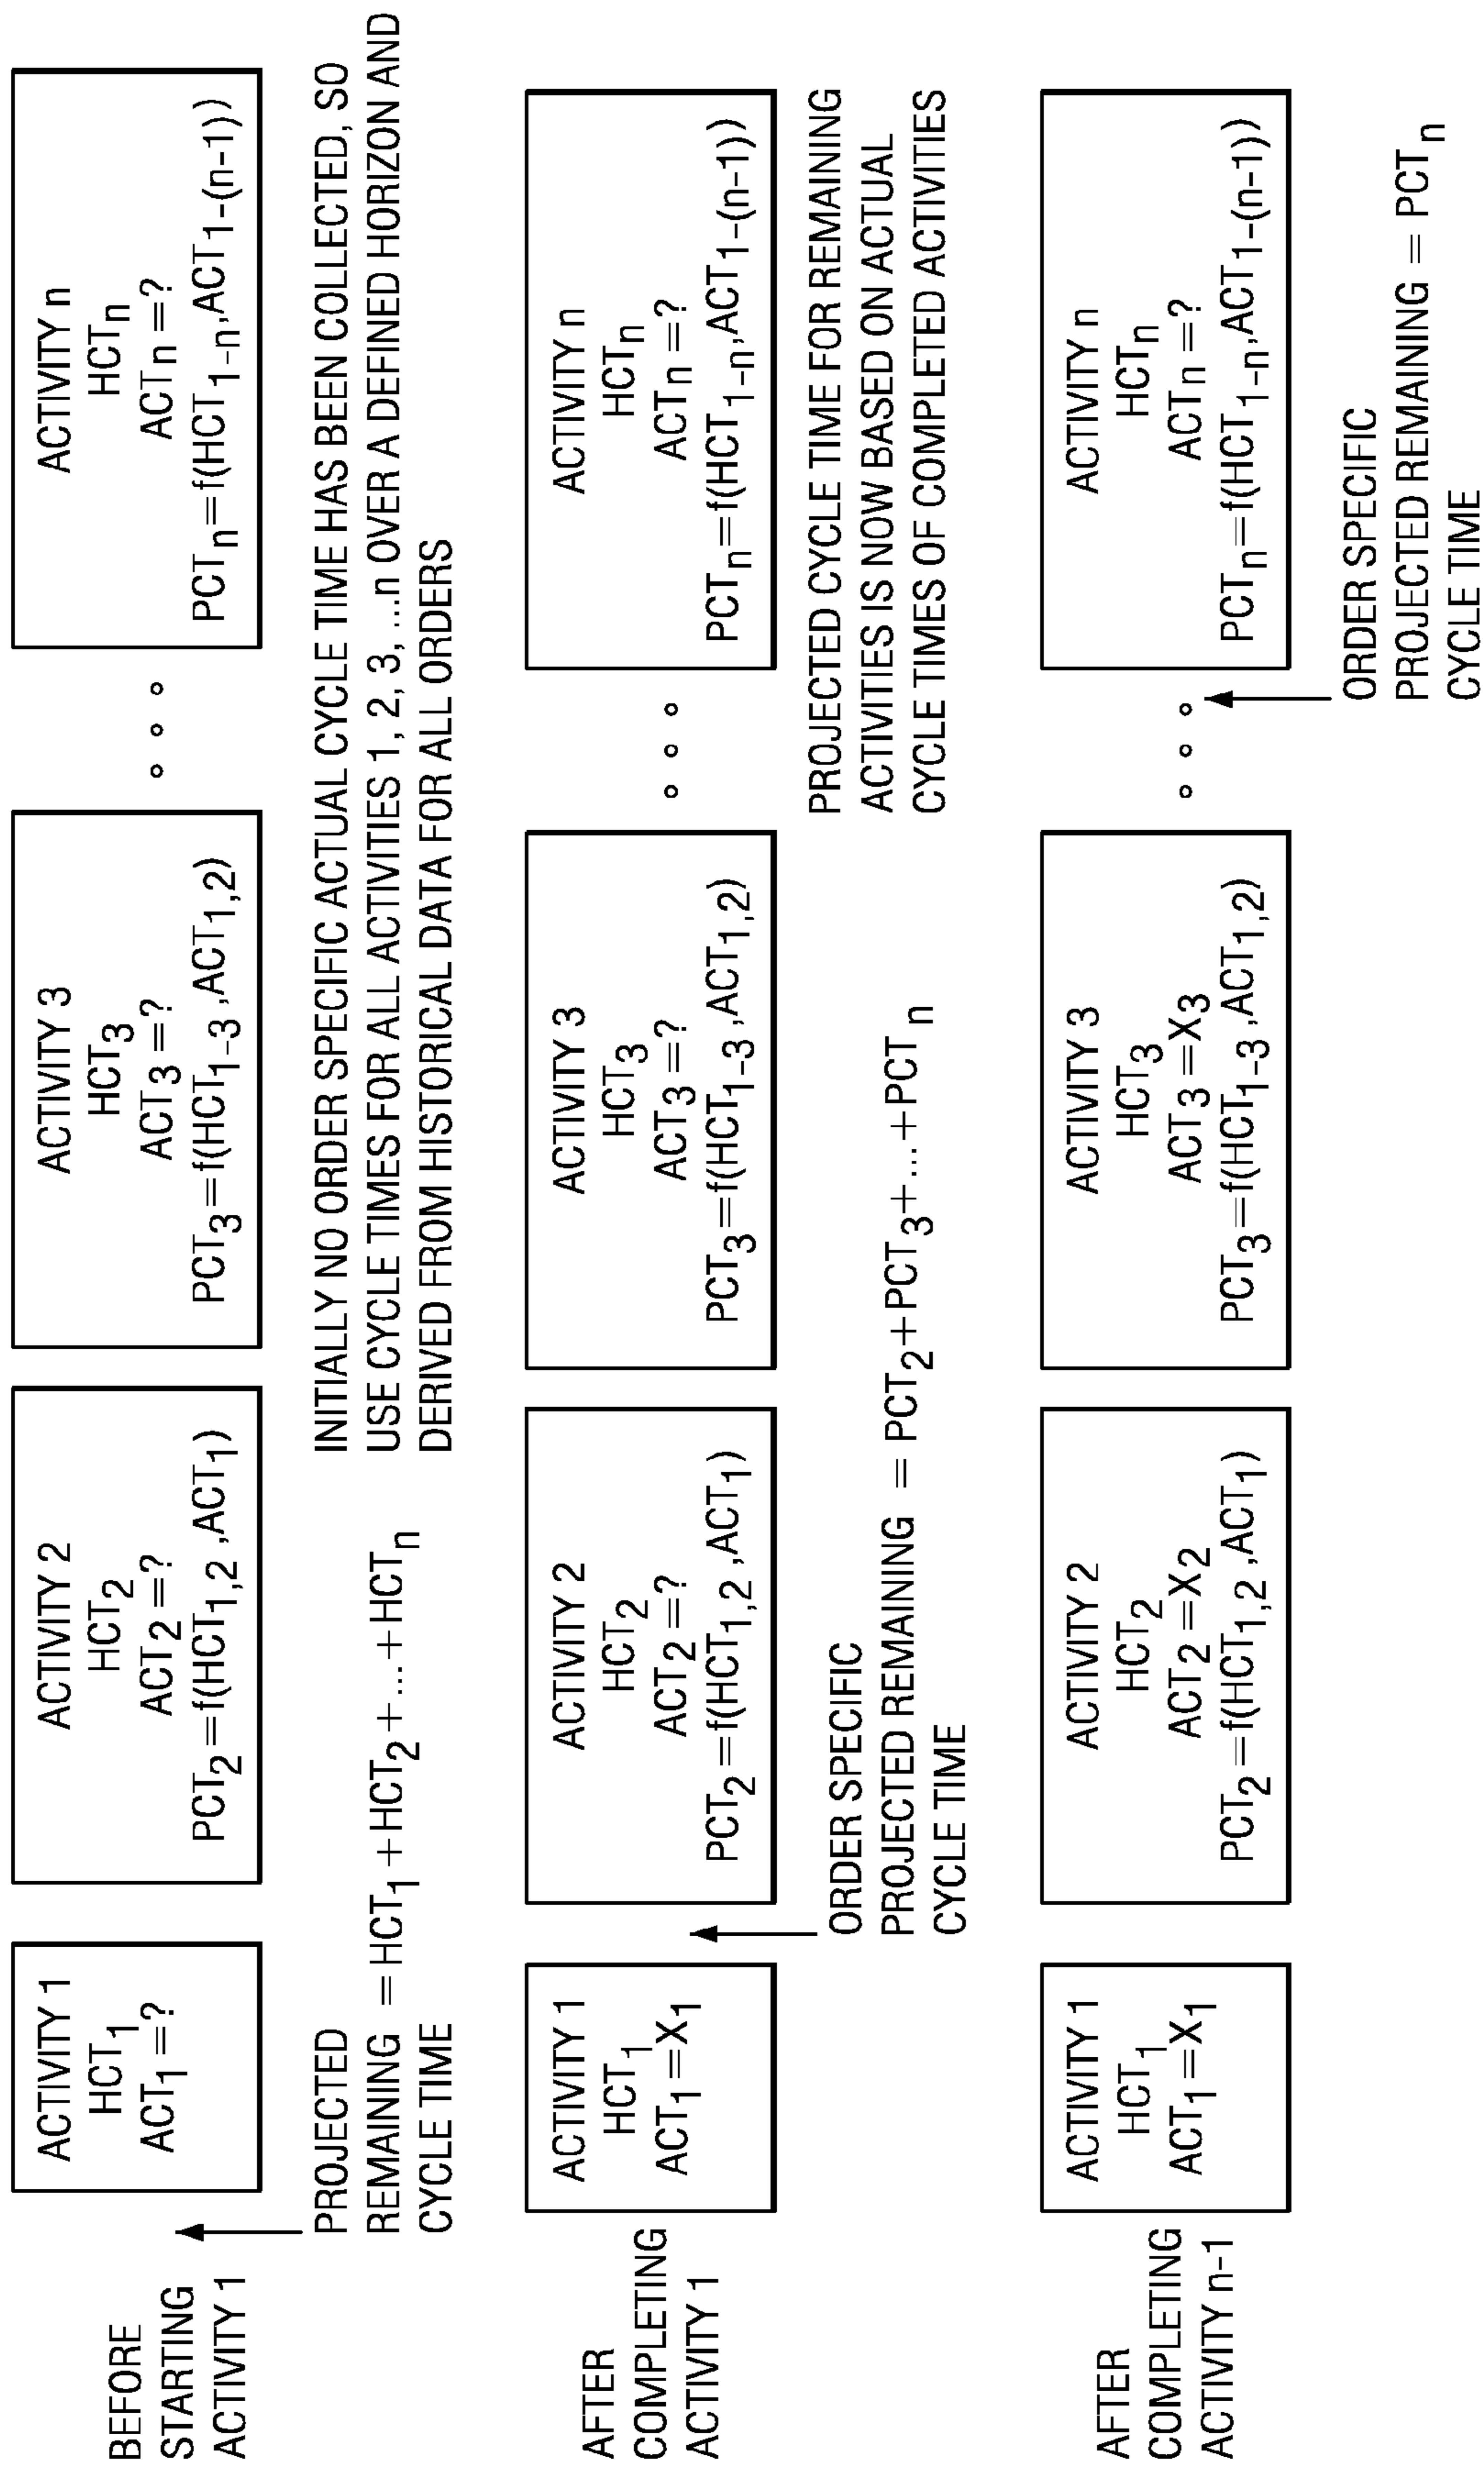 BEFORE
STARTING
ACTIVITY 1
ACTIVITY 1
HCT₁
ACT₁=?
ACTIVITY 2
HCT₂
ACT₂=?
PCT₂=f(HCT₁,₂ ,ACT₁)
ACTIVITY 3
HCT₃
ACT₃=?
PCT₃=f(HCT₁₋₃ ,ACT₁,₂)
° ° °
ACTIVITY n
HCTₙ
ACTₙ=?
PCTₙ=f(HCT₁₋ₙ,ACT₁₋₍ₙ₋₁₎)
PROJECTED
REMAINING =HCT₁+HCT₂+...+HCTₙ
CYCLE TIME
INITIALLY NO ORDER SPECIFIC ACTUAL CYCLE TIME HAS BEEN COLLECTED, SO
USE CYCLE TIMES FOR ALL ACTIVITIES 1, 2, 3, ...n OVER A DEFINED HORIZON AND
DERIVED FROM HISTORICAL DATA FOR ALL ORDERS
AFTER
COMPLETING
ACTIVITY 1
ACTIVITY 1
HCT₁
ACT₁=X₁
ACTIVITY 2
HCT₂
ACT₂=?
PCT₂=f(HCT₁,₂ ,ACT₁)
ACTIVITY 3
HCT₃
ACT₃=?
PCT₃=f(HCT₁₋₃ ,ACT₁,₂)
° ° °
ACTIVITY n
HCTₙ
ACTₙ=?
PCTₙ=f(HCT₁₋ₙ,ACT₁₋₍ₙ₋₁₎)
ORDER SPECIFIC
PROJECTED REMAINING = PCT₂+PCT₃+...+PCT ₙ
CYCLE TIME
PROJECTED CYCLE TIME FOR REMAINING
ACTIVITIES IS NOW BASED ON ACTUAL
CYCLE TIMES OF COMPLETED ACTIVITIES
AFTER
COMPLETING
ACTIVITY n-1
ACTIVITY 1
HCT₁
ACT₁=X₁
ACTIVITY 2
HCT₂
ACT₂=X₂
PCT₂=f(HCT₁,₂ ,ACT₁)
ACTIVITY 3
HCT₃
ACT₃=X₃
PCT₃=f(HCT₁₋₃ ,ACT₁,₂)
° ° °
ACTIVITY n
HCTₙ
ACTₙ=?
PCTₙ=f(HCT₁₋ₙ,ACT₁₋₍ₙ₋₁₎)
ORDER SPECIFIC
PROJECTED REMAINING = PCTₙ
CYCLE TIME